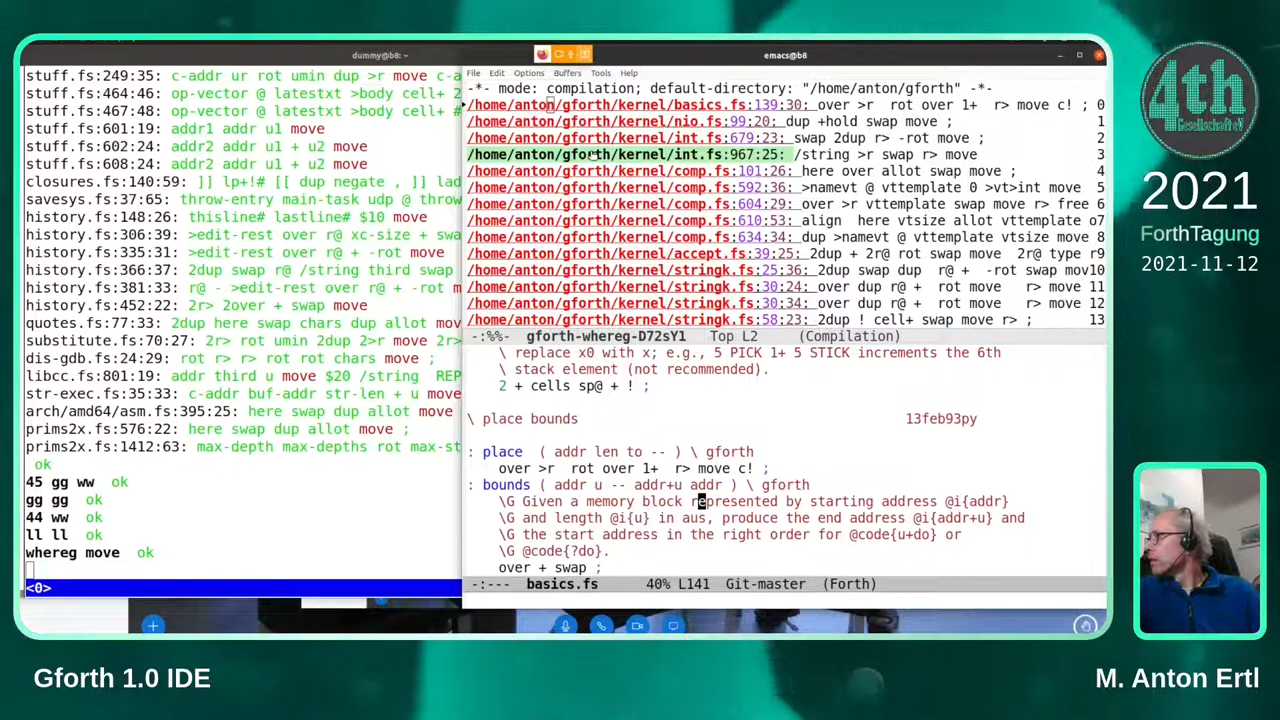 dummy@b8: ~
stuff.fs:249:35: c-addr ur rot umin dup >r move c-a
stuff.fs:464:46: op-vector @ latestxt >body cell+ 2
stuff.fs:467:48: op-vector @ latestxt >body cell+ #
stuff.fs:601:19: addr1 addr u1 move
stuff.fs:602:24: addr1 addr u1 + u2 move
stuff.fs:608:24: addr1 addr u1 + u2 move
closures.fs:140:59: ]] lp+!# [[ dup negate , ]] lad
savesys.fs:37:65: throw-entry main-task udp @ throw
history.fs:148:26: thisline# lastline# $10 move
history.fs:306:39: >edit-rest over r@ xc-size + swa
history.fs:335:31: >edit-rest over r@ + -rot move
history.fs:366:37: 2dup swap r@ /string third swap
history.fs:381:33: r@ - >edit-rest over r@ + -rot m
history.fs:452:22: 2r> 2over + swap move
quotes.fs:77:33: 2dup here swap chars dup allot mov
substitute.fs:70:27: 2r> rot umin 2dup 2>r move 2r>
dis-gdb.fs:24:29: rot r> r> rot rot chars move ;
libcc.fs:801:19: addr third u move $20 /string REP
str-exec.fs:35:33: c-addr buf-addr str-len + u move
arch/amd64/asm.fs:395:25: here swap dup allot move
prims2x.fs:576:22: here swap dup allot move ;
prims2x.fs:1412:63: max-depth max-depths rot max-st
ok
45 gg ww ok
gg gg ok
44 ww ok
ll ll ok
whereg move ok
<0>
emacs@b8
File Edit Options Buffers Tools Help
-*- mode: compilation; default-directory: "/home/anton/gforth" -*-
/home/anton/gforth/kernel/basics.fs:139:30: over >r rot over 1+ r> move c! ; 0
/home/anton/gforth/kernel/nio.fs:99:20: dup +hold swap move ; 1
/home/anton/gforth/kernel/int.fs:679:23: swap 2dup r> -rot move ; 2
/home/anton/gforth/kernel/int.fs:967:25: /string >r swap r> move 3
/home/anton/gforth/kernel/comp.fs:101:26: here over allot swap move ; 4
/home/anton/gforth/kernel/comp.fs:592:36: >namevt @ vttemplate 0 >vt>int move 5
/home/anton/gforth/kernel/comp.fs:604:29: over >r vttemplate swap move r> free 6
/home/anton/gforth/kernel/comp.fs:610:53: align here vtsize allot vttemplate o7
/home/anton/gforth/kernel/comp.fs:634:34: dup >namevt @ vttemplate vtsize move 8
/home/anton/gforth/kernel/accept.fs:39:25: 2dup + 2dr@ rot swap move 2r@ type r9
/home/anton/gforth/kernel/stringk.fs:25:36: 2dup swap dup r@ + -rot swap mov10
/home/anton/gforth/kernel/stringk.fs:30:24: over dup r@ + rot move r> move 11
/home/anton/gforth/kernel/stringk.fs:30:34: over dup r@ + rot move r> move 12
/home/anton/gforth/kernel/stringk.fs:58:23: 2dup ! cell+ swap move r> ; 13
-:%%- gforth-whereg-D72sY1 Top L2 (Compilation)
\ replace x0 with x; e.g., 5 PICK 1+ 5 STICK increments the 6th
\ stack element (not recommended).
2 + cells sp@ + ! ;
\ place bounds 13feb93py
: place ( addr len to -- ) \ gforth
over >r rot over 1+ r> move c! ;
: bounds ( addr u -- addr+u addr ) \ gforth
\G Given a memory block represented by starting address @i{addr}
\G and length @i{u} in aus, produce the end address @i{addr+u} and
\G the start address in the right order for @code{u+do} or
\G @code{?do}.
over + swap ;
-:--- basics.fs 40% L141 Git-master (Forth)
4th
Gesellschaft eV
2021
ForthTagung
2021-11-12
Gforth 1.0 IDE
M. Anton Ertl